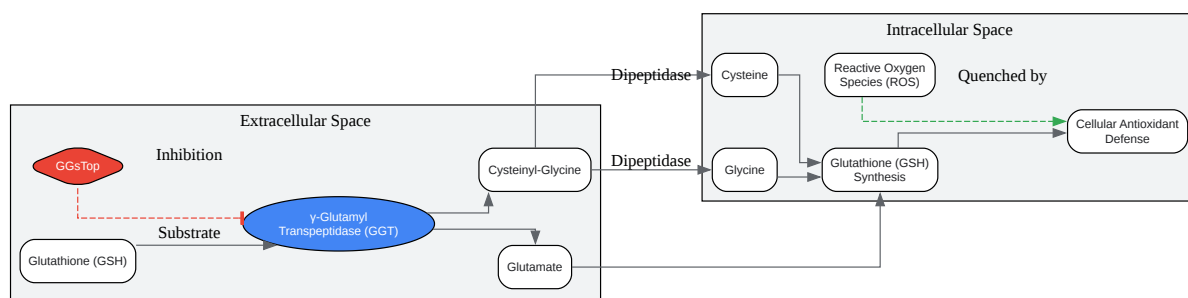 Extracellular Space
GGsTop
Inhibition
γ-Glutamyl
Transpeptidase (GGT)
Substrate
Glutathione (GSH)
Cysteinyl-Glycine
Glutamate
Dipeptidase
Dipeptidase
Intracellular Space
Cysteine
Reactive Oxygen
Species (ROS)
Quenched by
Cellular Antioxidant
Defense
Glycine
Glutathione (GSH)
Synthesis